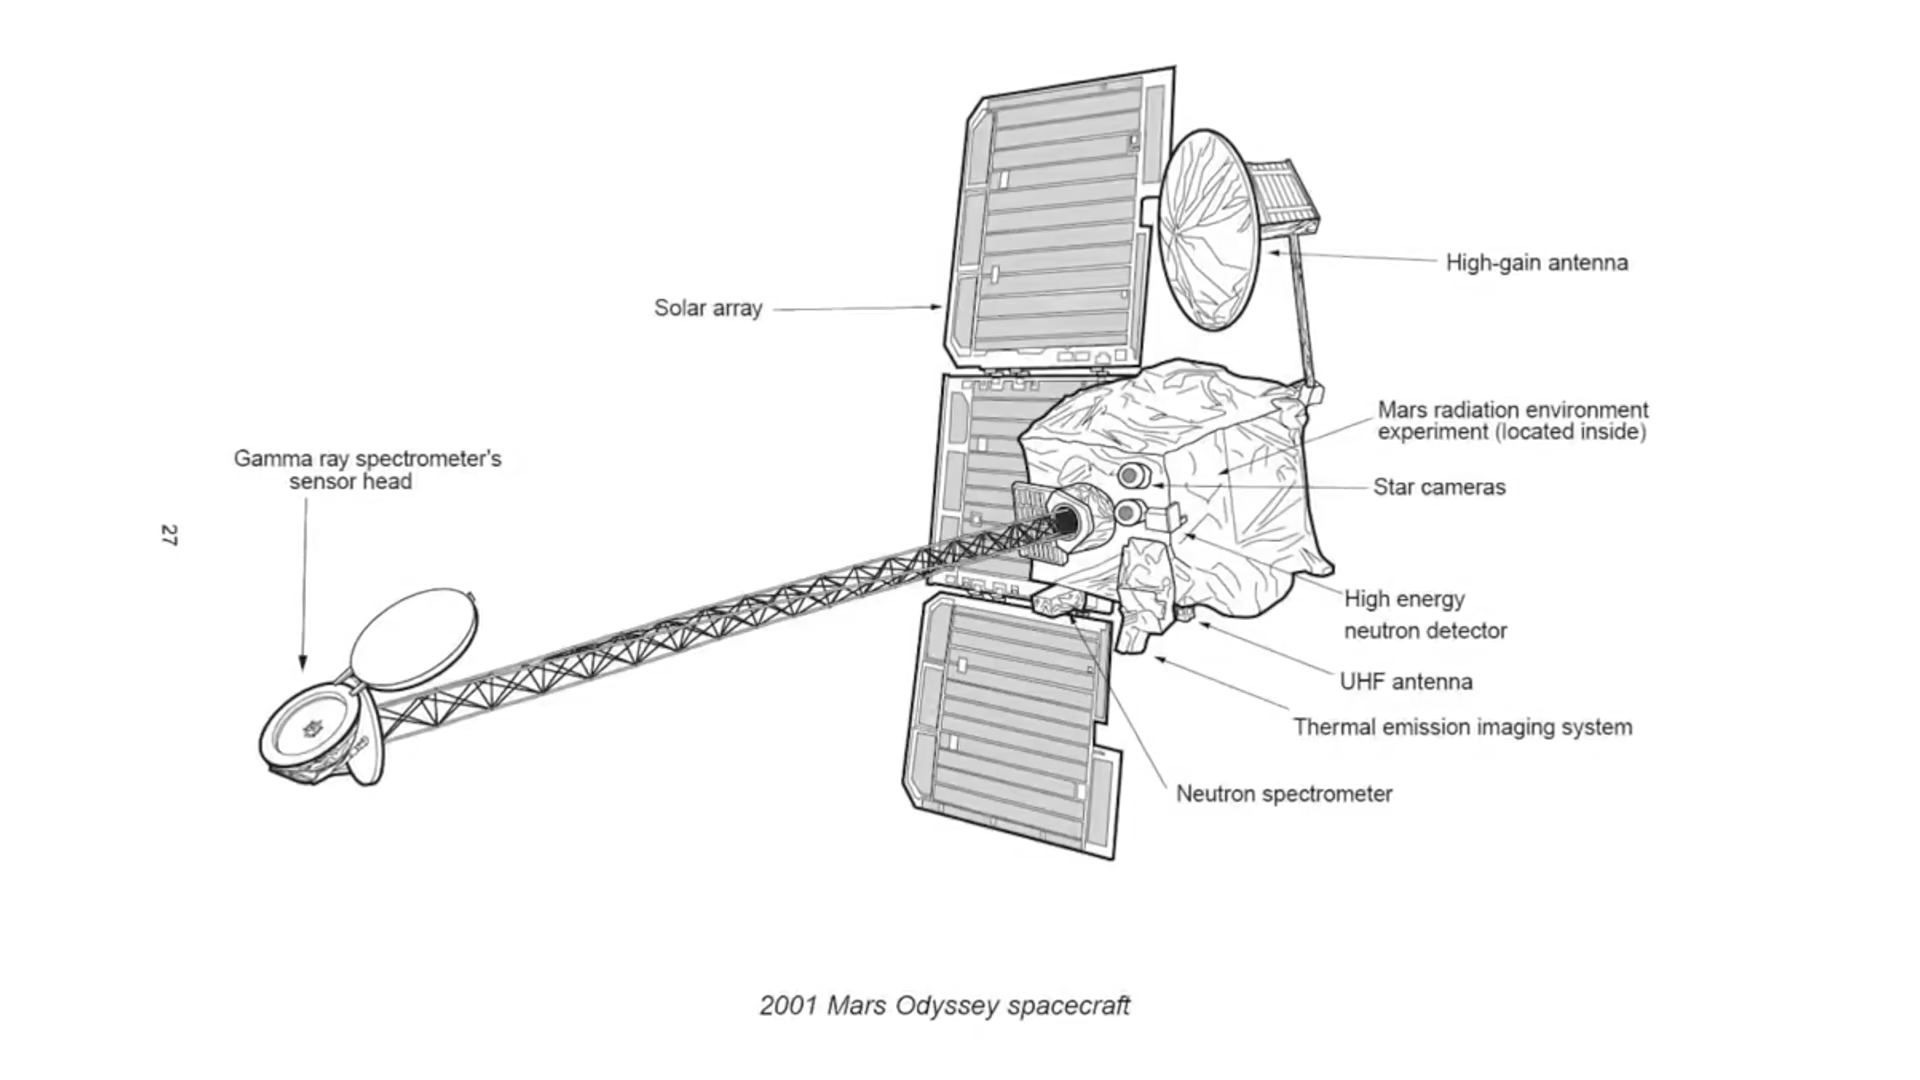 High-gain antenna
Solar array
Mars radiation environment
experiment (located inside)
Gamma ray spectrometer's
sensor head
Star cameras
27
High energy
neutron detector
UHF antenna
Thermal emission imaging system
Neutron spectrometer
2001 Mars Odyssey spacecraft